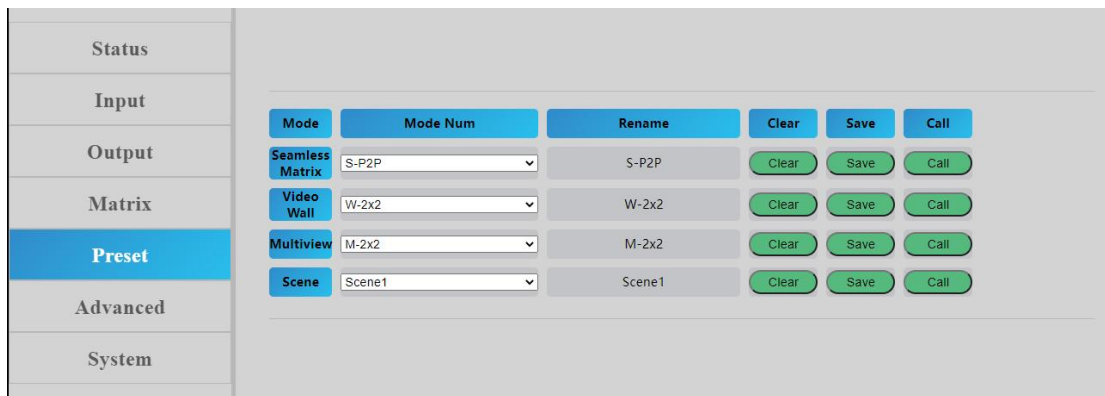 Status
Input
Output
Matrix
Preset
Advanced
System
Mode Mode Num Rename Clear Save Call
Seamless Matrix S-P2P S-P2P Clear Save Call
Video Wall W-2x2 W-2x2 Clear Save Call
Multiview M-2x2 M-2x2 Clear Save Call
Scene Scene1 Scene1 Clear Save Call